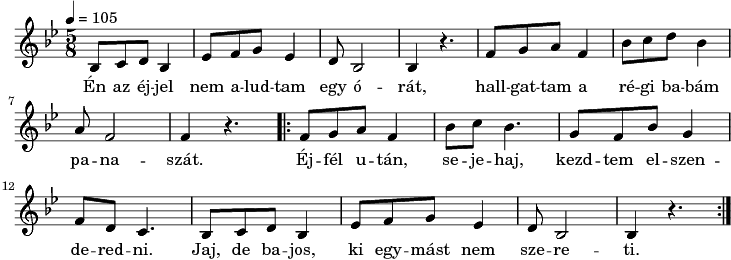 ♩ = 105
5/8
Én az éj -- jel nem a - lud - tam egy ó -- rát, hall - gat - tam a ré - gi ba - bám
7
pa - na -- szát. Éj - fél u - tán, se - je - haj, kezd - tem el - szen -
12
de - red - ni. Jaj, de ba - jos, ki egy - mást nem sze - re -- ti.